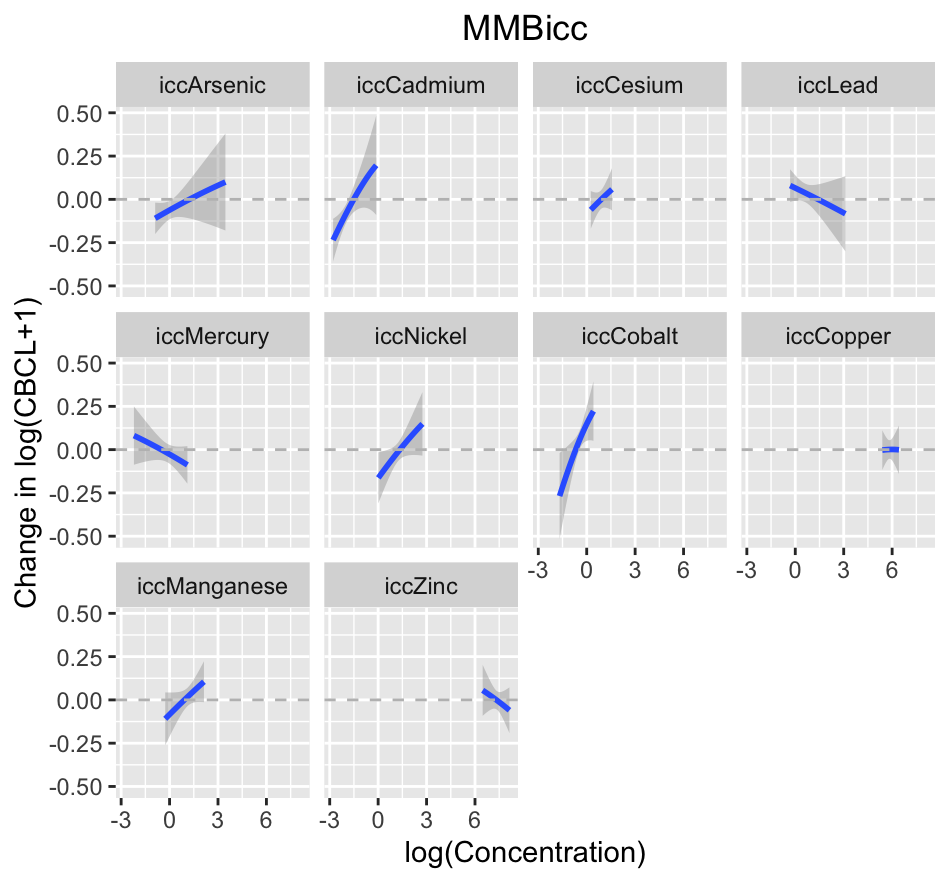 MMBicc
iccArsenic iccCadmium iccCesium iccLead
0.50
0.25
0.00
-0.25
-0.50
iccMercury iccNickel iccCobalt iccCopper
0.50
0.25
0.00
-0.25
-0.50
-3 0 3 6 -3 0 3 6
iccManganese iccZinc
0.50
0.25
0.00
-0.25
-0.50
-3 0 3 6 -3 0 3 6
log(Concentration)
Change in log(CBCL+1)